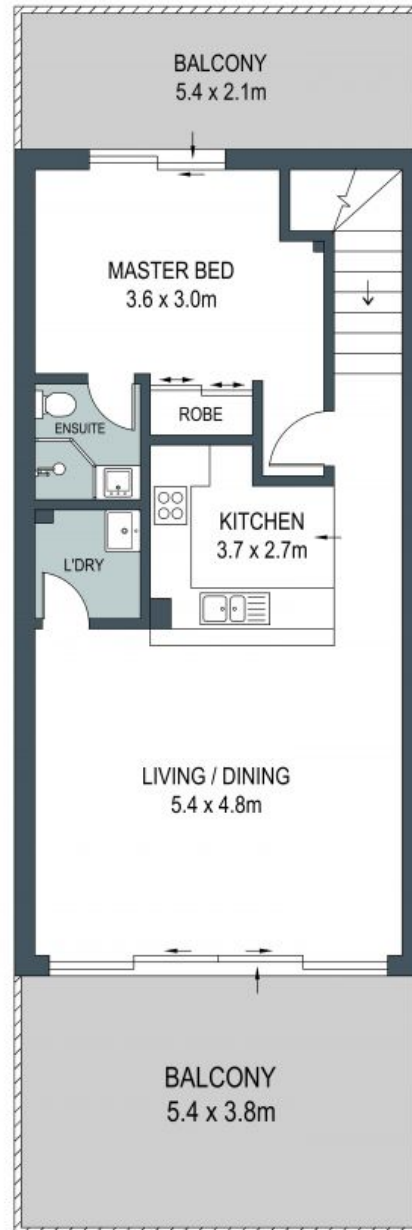 BALCONY
5.4 x 2.1m
MASTER BED
3.6 x 3.0m
ROBE
ENSUITE
KITCHEN
3.7 x 2.7m
L'DRY
LIVING / DINING
5.4 x 4.8m
BALCONY
5.4 x 3.8m